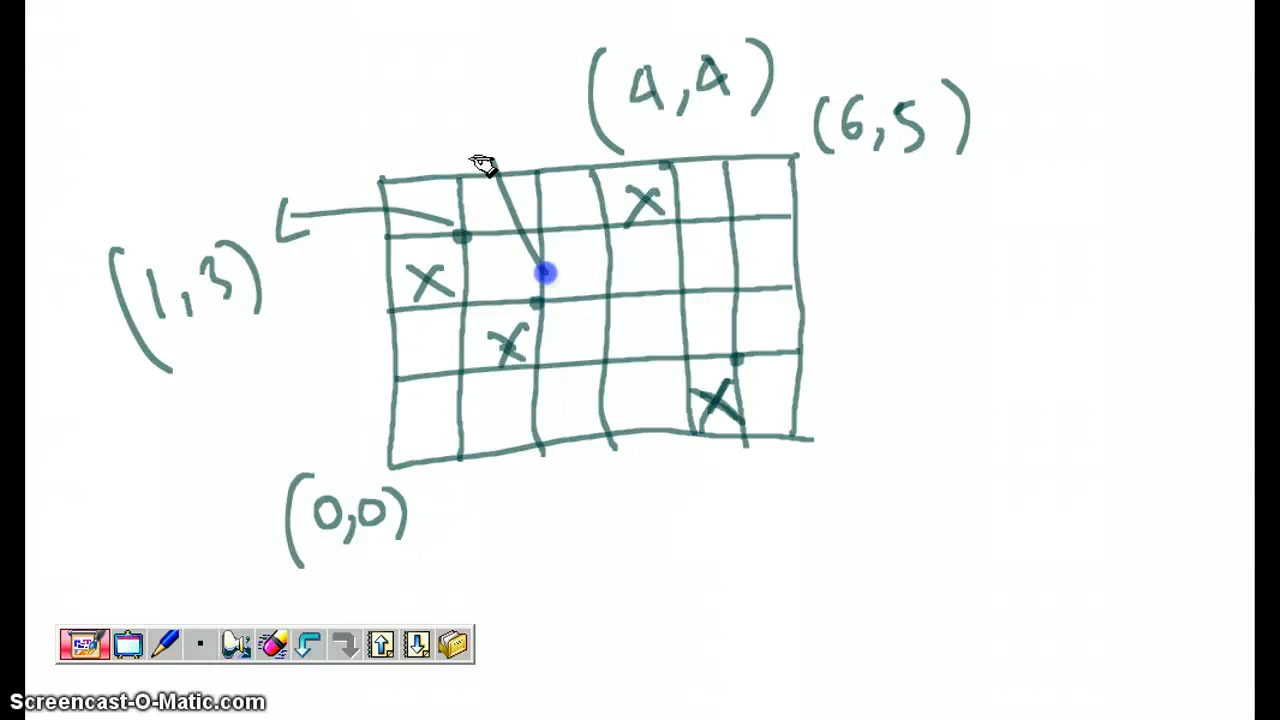 (4,4)
(6,5)
X
(1,3)
X
X
X
(0,0)
Screencast-O-Matic.com